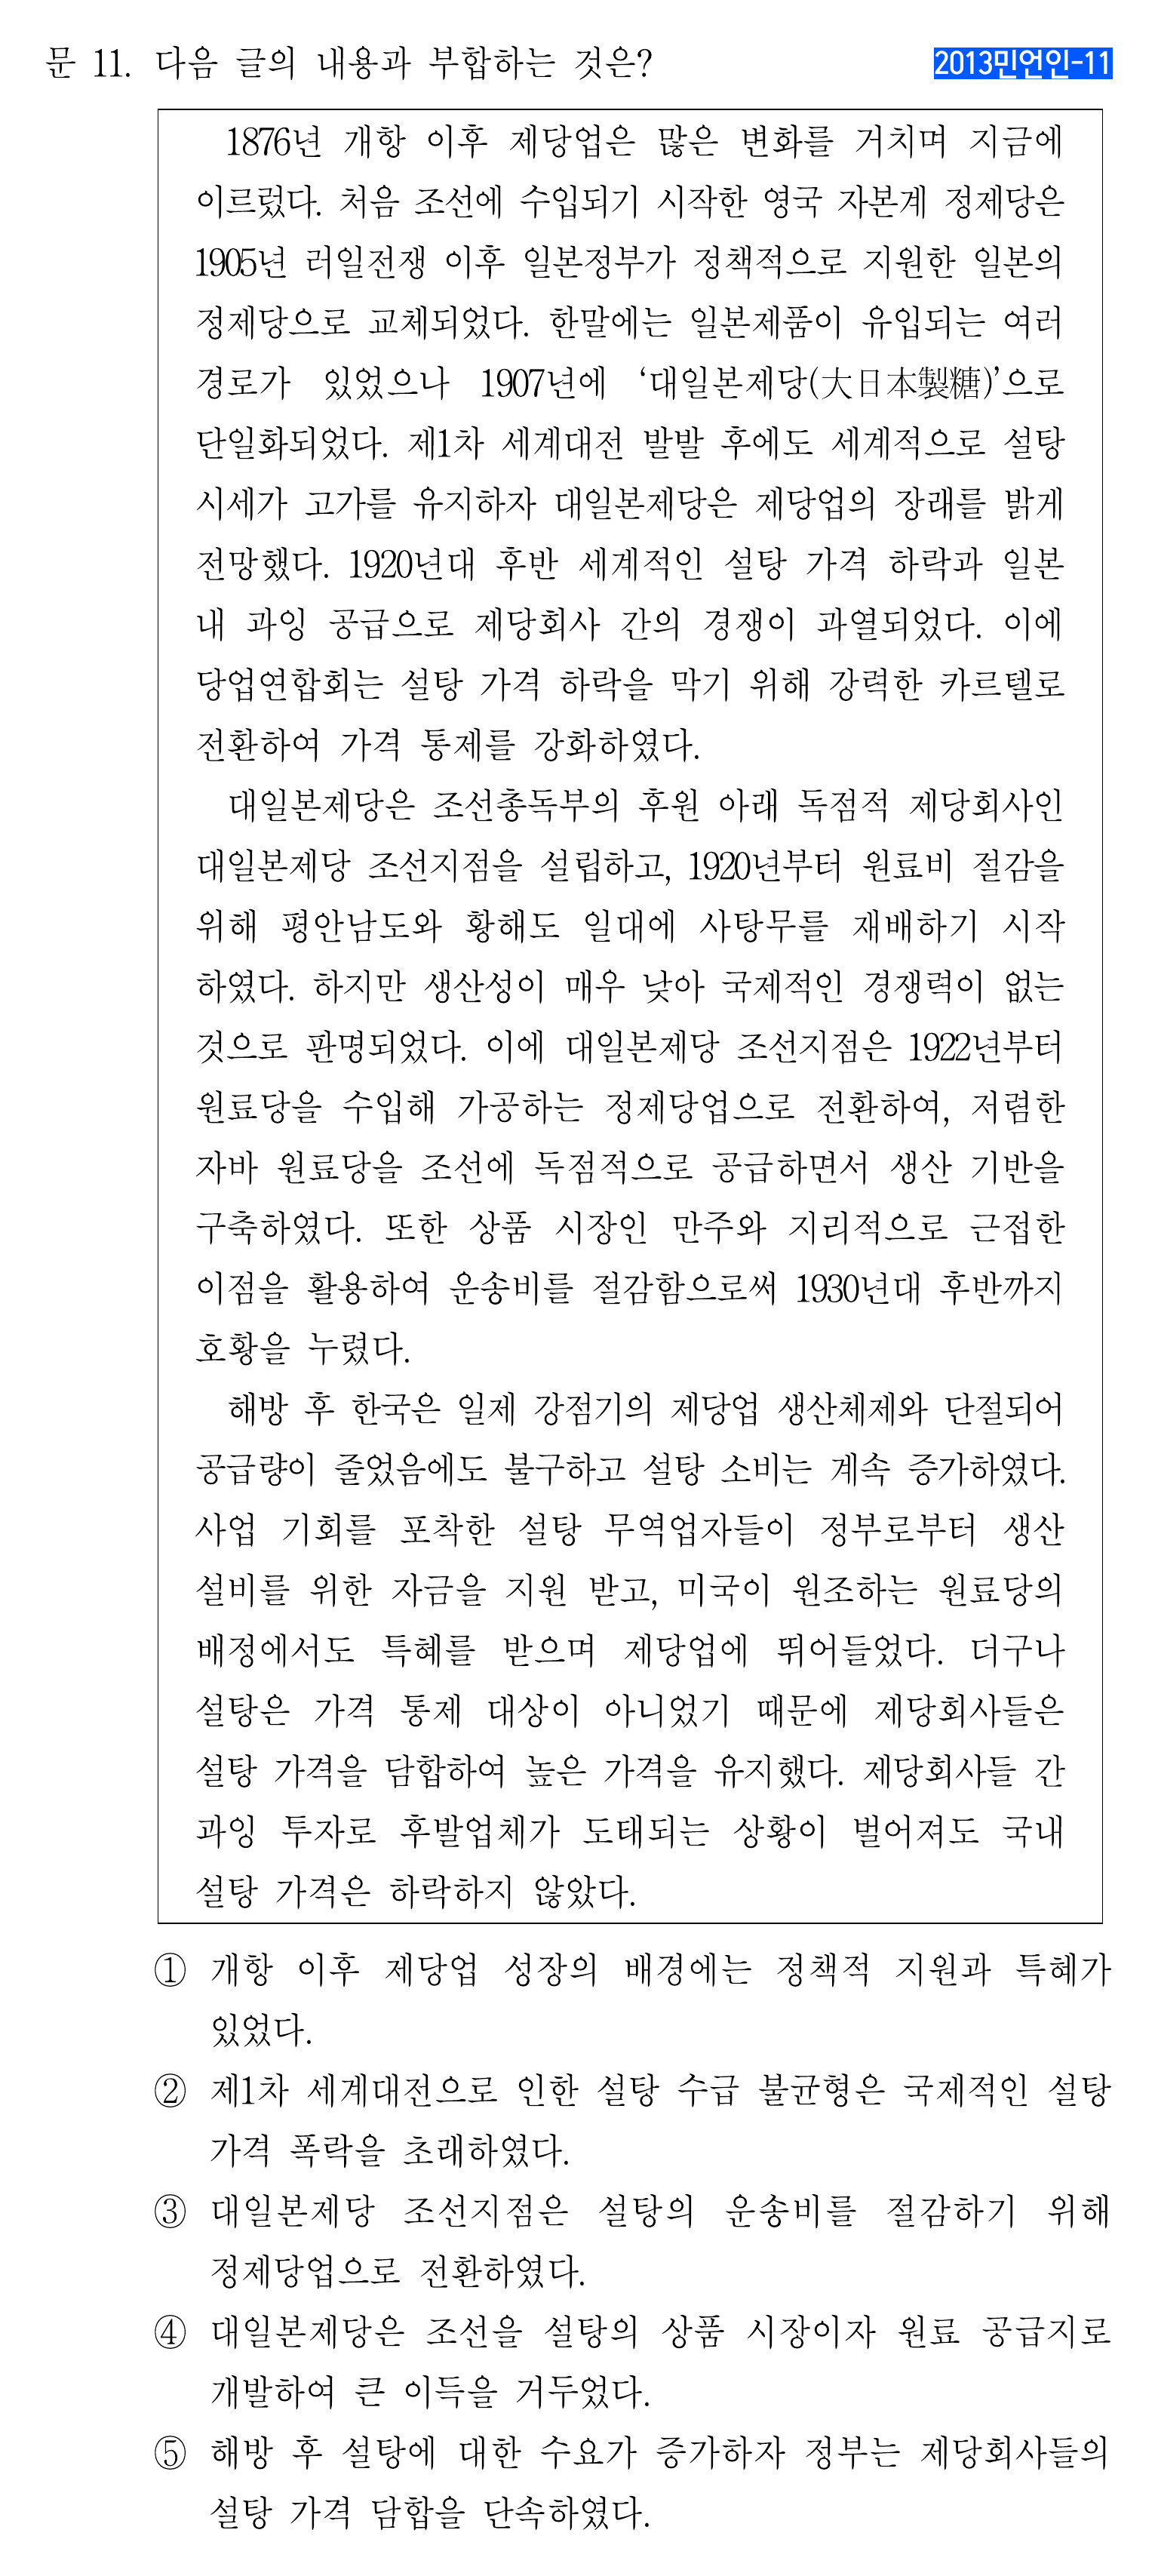 문 11. 다음 글의 내용과 부합하는 것은?
2013민언인-11
1876년 개항 이후 제당업은 많은 변화를 거치며 지금에
이르렀다. 처음 조선에 수입되기 시작한 영국 자본계 정제당은
1905년 러일전쟁 이후 일본정부가 정책적으로 지원한 일본의
정제당으로 교체되었다. 한말에는 일본제품이 유입되는 여러
경로가 있었으나 1907년에 ‘대일본제당(大日本製糖)’으로
단일화되었다. 제1차 세계대전 발발 후에도 세계적으로 설탕
시세가 고가를 유지하자 대일본제당은 제당업의 장래를 밝게
전망했다. 1920년대 후반 세계적인 설탕 가격 하락과 일본
내 과잉 공급으로 제당회사 간의 경쟁이 과열되었다. 이에
당업연합회는 설탕 가격 하락을 막기 위해 강력한 카르텔로
전환하여 가격 통제를 강화하였다.
대일본제당은 조선총독부의 후원 아래 독점적 제당회사인
대일본제당 조선지점을 설립하고, 1920년부터 원료비 절감을
위해 평안남도와 황해도 일대에 사탕무를 재배하기 시작
하였다. 하지만 생산성이 매우 낮아 국제적인 경쟁력이 없는
것으로 판명되었다. 이에 대일본제당 조선지점은 1922년부터
원료당을 수입해 가공하는 정제당업으로 전환하여, 저렴한
자바 원료당을 조선에 독점적으로 공급하면서 생산 기반을
구축하였다. 또한 상품 시장인 만주와 지리적으로 근접한
이점을 활용하여 운송비를 절감함으로써 1930년대 후반까지
호황을 누렸다.
해방 후 한국은 일제 강점기의 제당업 생산체제와 단절되어
공급량이 줄었음에도 불구하고 설탕 소비는 계속 증가하였다.
사업 기회를 포착한 설탕 무역업자들이 정부로부터 생산
설비를 위한 자금을 지원 받고, 미국이 원조하는 원료당의
배정에서도 특혜를 받으며 제당업에 뛰어들었다. 더구나
설탕은 가격 통제 대상이 아니었기 때문에 제당회사들은
설탕 가격을 담합하여 높은 가격을 유지했다. 제당회사들 간
과잉 투자로 후발업체가 도태되는 상황이 벌어져도 국내
설탕 가격은 하락하지 않았다.
① 개항 이후 제당업 성장의 배경에는 정책적 지원과 특혜가
있었다.
② 제1차 세계대전으로 인한 설탕 수급 불균형은 국제적인 설탕
가격 폭락을 초래하였다.
③ 대일본제당 조선지점은 설탕의 운송비를 절감하기 위해
정제당업으로 전환하였다.
④ 대일본제당은 조선을 설탕의 상품 시장이자 원료 공급지로
개발하여 큰 이득을 거두었다.
⑤ 해방 후 설탕에 대한 수요가 증가하자 정부는 제당회사들의
설탕 가격 담합을 단속하였다.